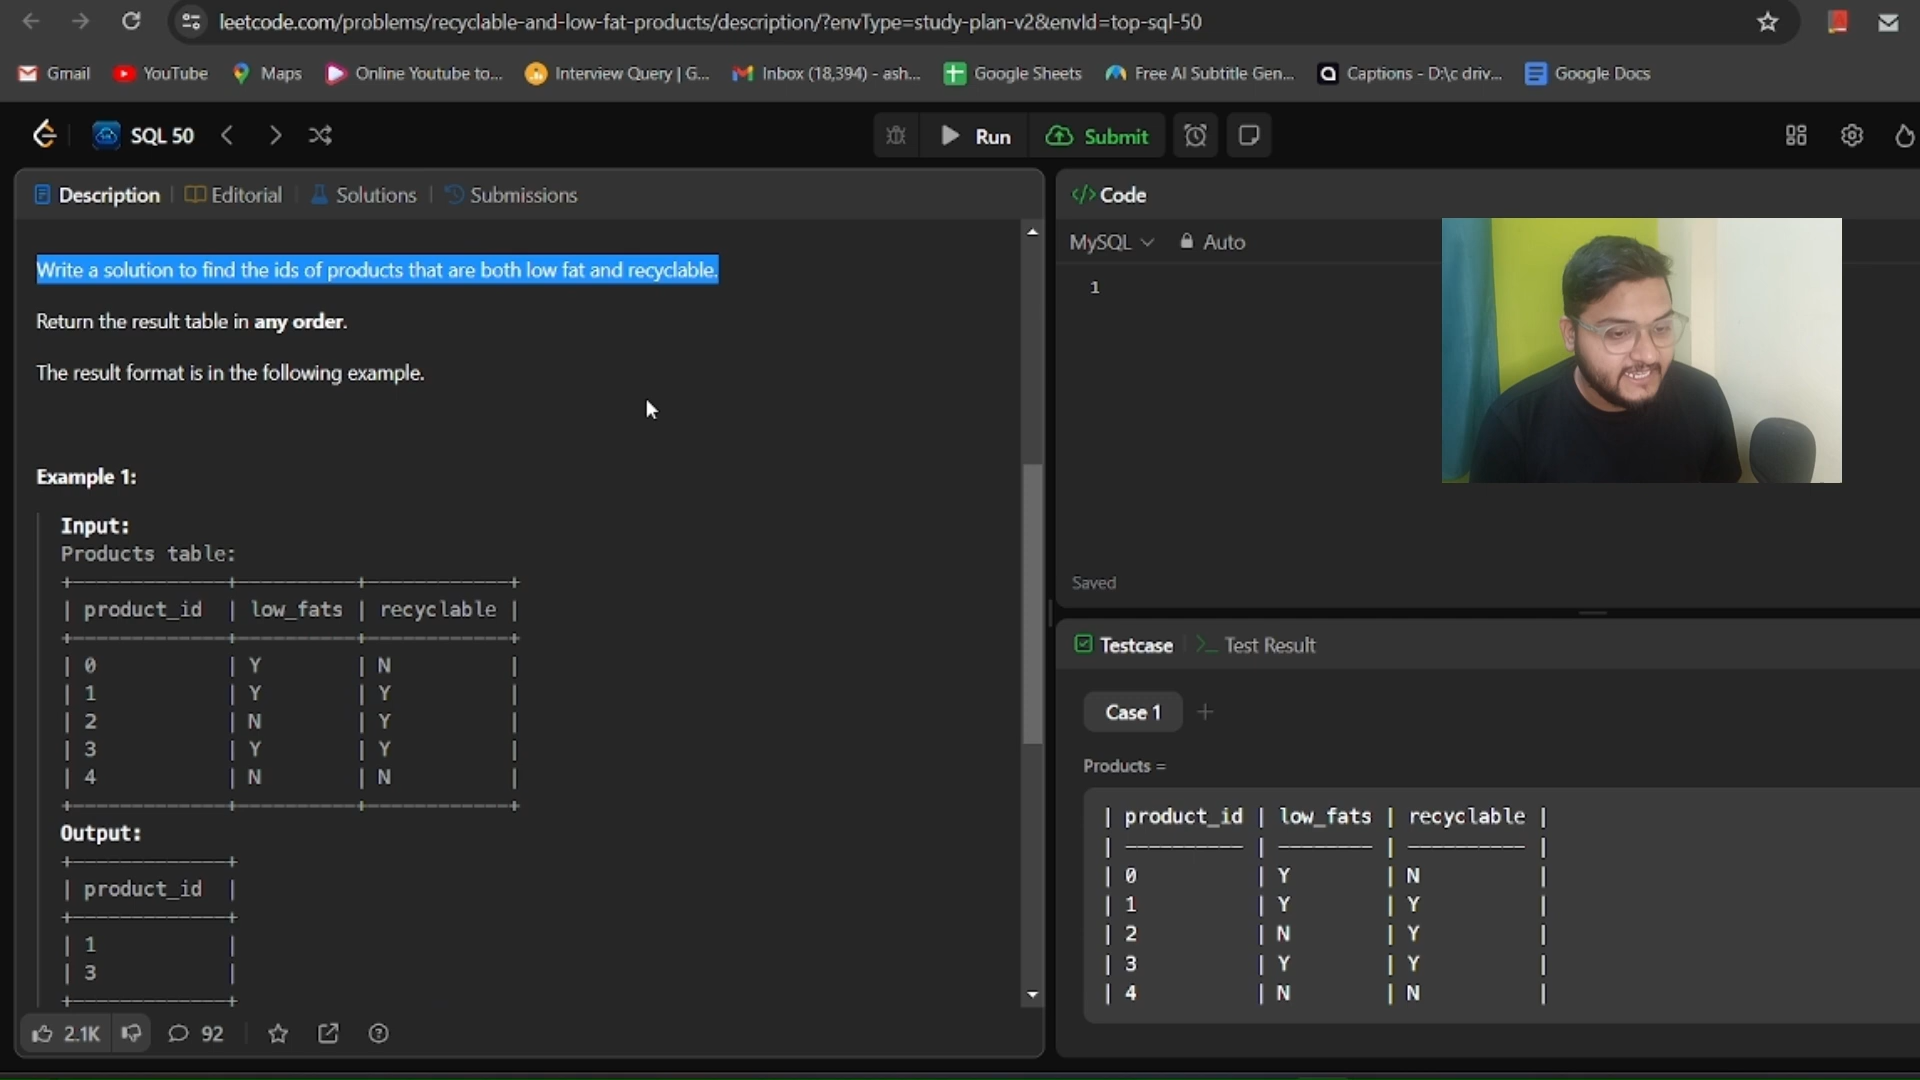 leetcode.com/problems/recyclable-and-low-fat-products/description/?envType=study-plan-v2&envId=top-sql-50
Gmail YouTube Maps Online Youtube to... Interview Query | G... Inbox (18,394) - ash... Google Sheets Free AI Subtitle Gen... Captions - D:\c driv... Google Docs
SQL 50 Run Submit
Description | Editorial | Solutions | Submissions
Write a solution to find the ids of products that are both low fat and recyclable.
Return the result table in any order.
The result format is in the following example.
Example 1:
Input:
Products table:
+-------------+----------+------------+
| product_id | low_fats | recyclable |
+-------------+----------+------------+
| 0 | Y | N |
| 1 | Y | Y |
| 2 | N | Y |
| 3 | Y | Y |
| 4 | N | N |
+-------------+----------+------------+
Output:
+-------------+
| product_id |
+-------------+
| 1 |
| 3 |
+-------------+
2.1K 92
</> Code
MySQL Auto
1
Saved
Testcase >_ Test Result
Case 1 +
Products =
| product_id | low_fats | recyclable |
| ---------- | -------- | ---------- |
| 0 | Y | N |
| 1 | Y | Y |
| 2 | N | Y |
| 3 | Y | Y |
| 4 | N | N |